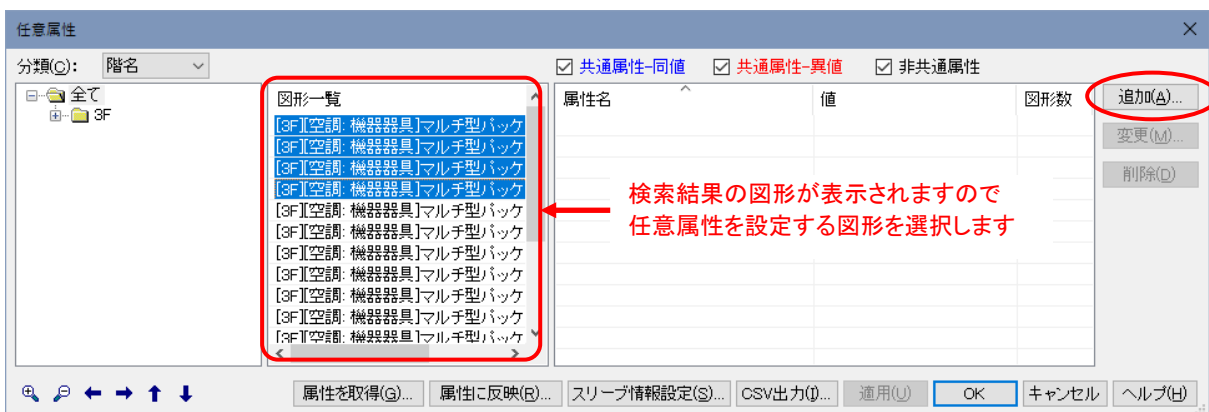 任意属性
分類(C): 階名
☑ 共通属性-同値 ☑ 共通属性-異値 ☑ 非共通属性
全て
3F
図形一覧
[3F][空調: 機器器具]マルチ型パッケ
[3F][空調: 機器器具]マルチ型パッケ
[3F][空調: 機器器具]マルチ型パッケ
[3F][空調: 機器器具]マルチ型パッケ
[3F][空調: 機器器具]マルチ型パッケ
[3F][空調: 機器器具]マルチ型パッケ
[3F][空調: 機器器具]マルチ型パッケ
[3F][空調: 機器器具]マルチ型パッケ
[3F][空調: 機器器具]マルチ型パッケ
[3F][空調: 機器器具]マルチ型パッケ
[3F][空調: 機器器具]マルチ型パッケ
属性名 値 図形数
検索結果の図形が表示されますので
任意属性を設定する図形を選択します
追加(A)...
変更(M)...
削除(D)
属性を取得(G)... 属性に反映(R)... スリーブ情報設定(S)... CSV出力(I)... 適用(U) OK キャンセル ヘルプ(H)